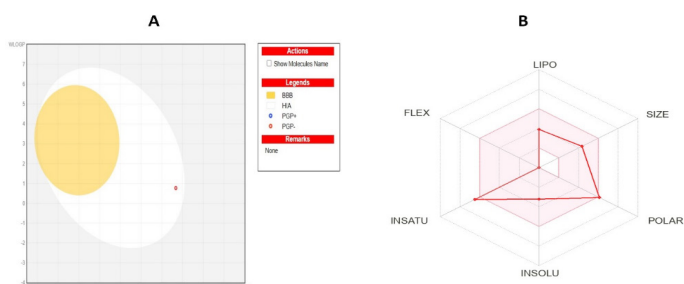 A
B
WLOGP
7
6
5
4
3
2
1
0
-1
-2
-3
-4
Actions
Show Molecules Name
Legends
BBB
HIA
PGP+
PGP-
Remarks
None
LIPO
FLEX
SIZE
INSATU
POLAR
INSOLU